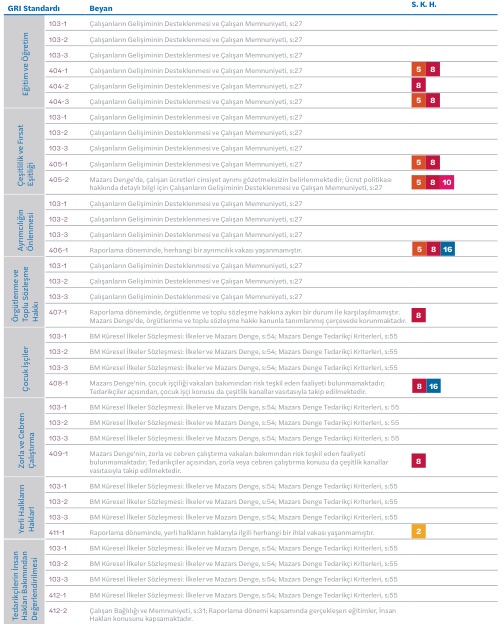 GRI Standardı Beyan S. K. H.
Eğitim ve Öğretim
103-1 Çalışanların Gelişiminin Desteklenmesi ve Çalışan Memnuniyeti, s:27
103-2 Çalışanların Gelişiminin Desteklenmesi ve Çalışan Memnuniyeti, s:27
103-3 Çalışanların Gelişiminin Desteklenmesi ve Çalışan Memnuniyeti, s:27
404-1 Çalışanların Gelişiminin Desteklenmesi ve Çalışan Memnuniyeti, s:27 5 8
404-2 Çalışanların Gelişiminin Desteklenmesi ve Çalışan Memnuniyeti, s:27 8
404-3 Çalışanların Gelişiminin Desteklenmesi ve Çalışan Memnuniyeti, s:27 5 8
Çeşitlilik ve Fırsat
Eşitliği
103-1 Çalışanların Gelişiminin Desteklenmesi ve Çalışan Memnuniyeti, s:27
103-2 Çalışanların Gelişiminin Desteklenmesi ve Çalışan Memnuniyeti, s:27
103-3 Çalışanların Gelişiminin Desteklenmesi ve Çalışan Memnuniyeti, s:27
405-1 Çalışanların Gelişiminin Desteklenmesi ve Çalışan Memnuniyeti, s:27 5 8
405-2 Mazars Denge'de, çalışan ücretleri cinsiyet ayrımı gözetmeksizin belirlenmektedir; Ücret politikası
hakkında detaylı bilgi için Çalışanların Gelişiminin Desteklenmesi ve Çalışan Memnuniyeti, s:27 5 8 10
Ayrımcılığın
Önlenmesi
103-1 Çalışanların Gelişiminin Desteklenmesi ve Çalışan Memnuniyeti, s:27
103-2 Çalışanların Gelişiminin Desteklenmesi ve Çalışan Memnuniyeti, s:27
103-3 Çalışanların Gelişiminin Desteklenmesi ve Çalışan Memnuniyeti, s:27
406-1 Raporlama döneminde, herhangi bir ayrımcılık vakası yaşanmamıştır. 5 8 16
Örgütlenme ve
Toplu Sözleşme
Hakkı
103-1 Çalışanların Gelişiminin Desteklenmesi ve Çalışan Memnuniyeti, s:27
103-2 Çalışanların Gelişiminin Desteklenmesi ve Çalışan Memnuniyeti, s:27
103-3 Çalışanların Gelişiminin Desteklenmesi ve Çalışan Memnuniyeti, s:27
407-1 Raporlama döneminde, örgütlenme ve toplu sözleşme hakkına aykırı bir durum ile karşılaşılmamıştır.
Mazars Denge'de, örgütlenme ve toplu sözleşme hakkı kanunla tanımlanmış çerçevede korunmaktadır. 8
Çocuk İşçiler
103-1 BM Küresel İlkeler Sözleşmesi: İlkeler ve Mazars Denge, s:54; Mazars Denge Tedarikçi Kriterleri, s:55
103-2 BM Küresel İlkeler Sözleşmesi: İlkeler ve Mazars Denge, s:54; Mazars Denge Tedarikçi Kriterleri, s:55
103-3 BM Küresel İlkeler Sözleşmesi: İlkeler ve Mazars Denge, s:54; Mazars Denge Tedarikçi Kriterleri, s:55
408-1 Mazars Denge'nin, çocuk işçiliği vakaları bakımından risk teşkil eden faaliyeti bulunmamaktadır;
Tedarikçiler açısından, çocuk işçi konusu da çeşitlik kanallar vasıtasıyla takip edilmektedir. 8 16
Zorla ve Cebren
Çalıştırma
103-1 BM Küresel İlkeler Sözleşmesi: İlkeler ve Mazars Denge, s:54; Mazars Denge Tedarikçi Kriterleri, s: 55
103-2 BM Küresel İlkeler Sözleşmesi: İlkeler ve Mazars Denge, s:54; Mazars Denge Tedarikçi Kriterleri, s: 55
103-3 BM Küresel İlkeler Sözleşmesi: İlkeler ve Mazars Denge, s:54; Mazars Denge Tedarikçi Kriterleri, s: 55
409-1 Mazars Denge'nin, zorla ve cebren çalıştırma vakaları bakımından risk teşkil eden faaliyeti
bulunmamaktadır; Tedarikçiler açısından, zorla veya cebren çalıştırma konusu da çeşitlik kanallar
vasıtasıyla takip edilmektedir. 8
Yerli Halkların
Hakları
103-1 BM Küresel İlkeler Sözleşmesi: İlkeler ve Mazars Denge, s:54; Mazars Denge Tedarikçi Kriterleri, s:55
103-2 BM Küresel İlkeler Sözleşmesi: İlkeler ve Mazars Denge, s:54; Mazars Denge Tedarikçi Kriterleri, s:55
103-3 BM Küresel İlkeler Sözleşmesi: İlkeler ve Mazars Denge, s:54; Mazars Denge Tedarikçi Kriterleri, s:55
411-1 Raporlama döneminde, yerli halkların haklarıyla ilgili herhangi bir ihlal vakası yaşanmamıştır. 2
Tedarikçilerin İnsan
Hakları Bakımından
Değerlendirilmesi
103-1 BM Küresel İlkeler Sözleşmesi: İlkeler ve Mazars Denge, s:54; Mazars Denge Tedarikçi Kriterleri, s:55
103-2 BM Küresel İlkeler Sözleşmesi: İlkeler ve Mazars Denge, s:54; Mazars Denge Tedarikçi Kriterleri, s:55
103-3 BM Küresel İlkeler Sözleşmesi: İlkeler ve Mazars Denge, s:54; Mazars Denge Tedarikçi Kriterleri, s:55
412-1 BM Küresel İlkeler Sözleşmesi: İlkeler ve Mazars Denge, s:54; Mazars Denge Tedarikçi Kriterleri, s:55
412-2 Çalışan Bağlılığı ve Memnuniyeti, s:31; Raporlama dönemi kapsamında gerçekleşen eğitimler, İnsan
Hakları konusunu kapsamaktadır.